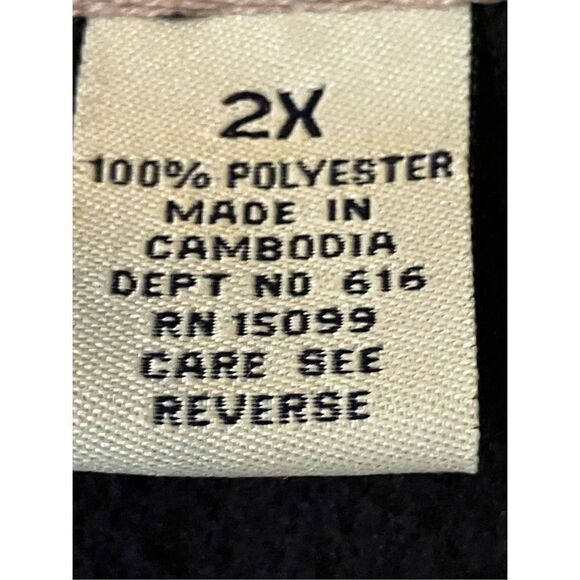 2X
100% POLYESTER
MADE IN
CAMBODIA
DEPT NO 616
RN 15099
CARE SEE
REVERSE